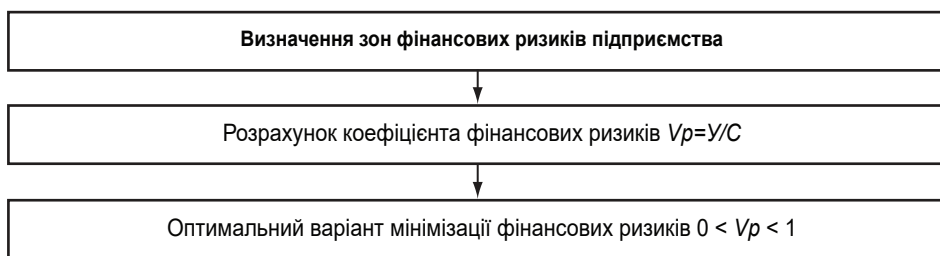 Визначення зон фінансових ризиків підприємства
Розрахунок коефіцієнта фінансових ризиків Vp=У/С
Оптимальний варіант мінімізації фінансових ризиків 0 < Vp < 1